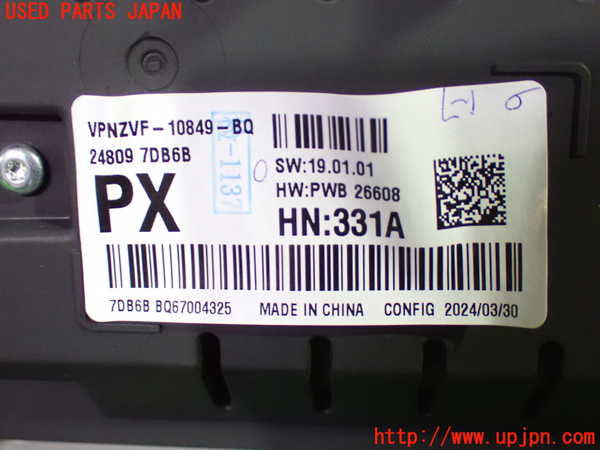 USED PARTS JAPAN
VPNZVF-10849-BQ
24809 7DB6B
PX
SW:19.01.01
HW:PWB 26608
HN:331A
7DB6B BQ67004325 MADE IN CHINA CONFIG 2024/03/30
http://www.upjpn.com/